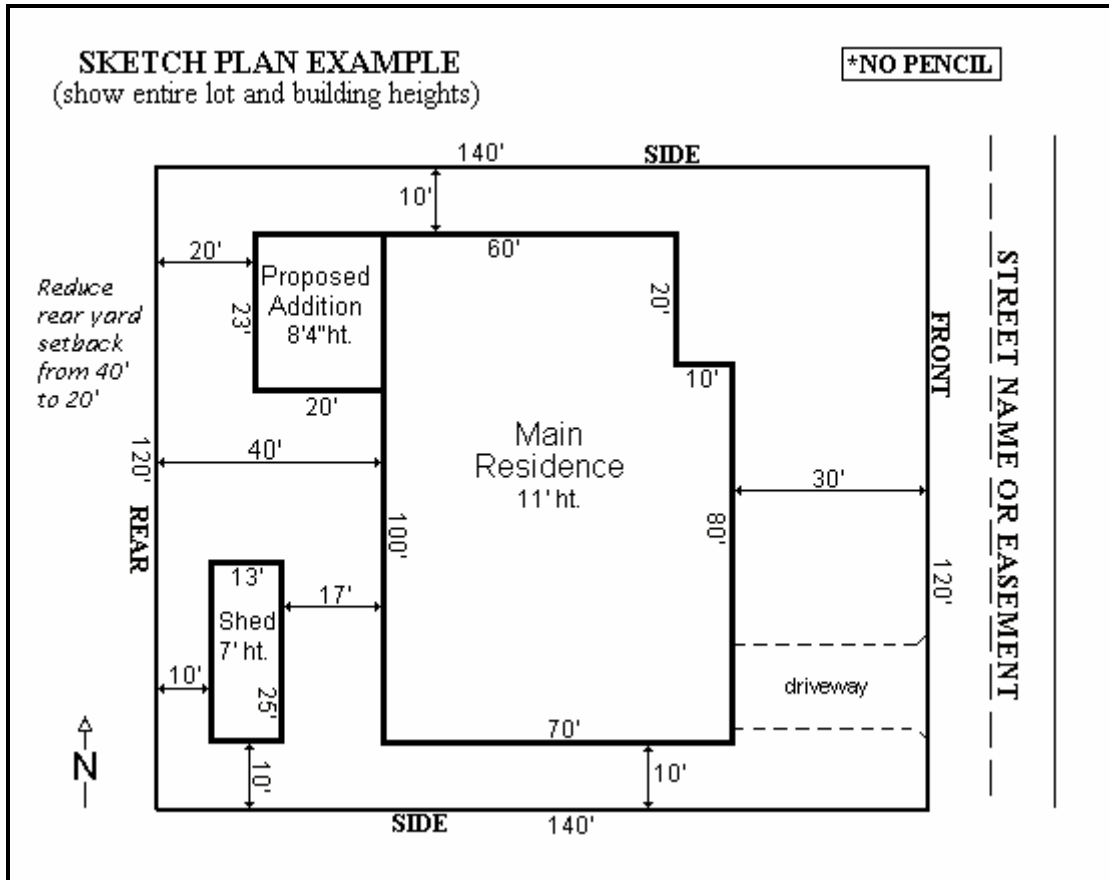 SKETCH PLAN EXAMPLE
(show entire lot and building heights)
*NO PENCIL
140'
SIDE
10'
60'
20'
Proposed
Addition
8'4"ht.
23'
20'
20'
10'
Reduce
rear yard
setback
from 40'
to 20'
FRONT
STREET NAME OR EASEMENT
40'
120'
REAR
Main
Residence
11' ht.
100'
80'
30'
120'
13'
Shed
7' ht.
25'
17'
10'
10'
driveway
70'
10'
N
SIDE
140'